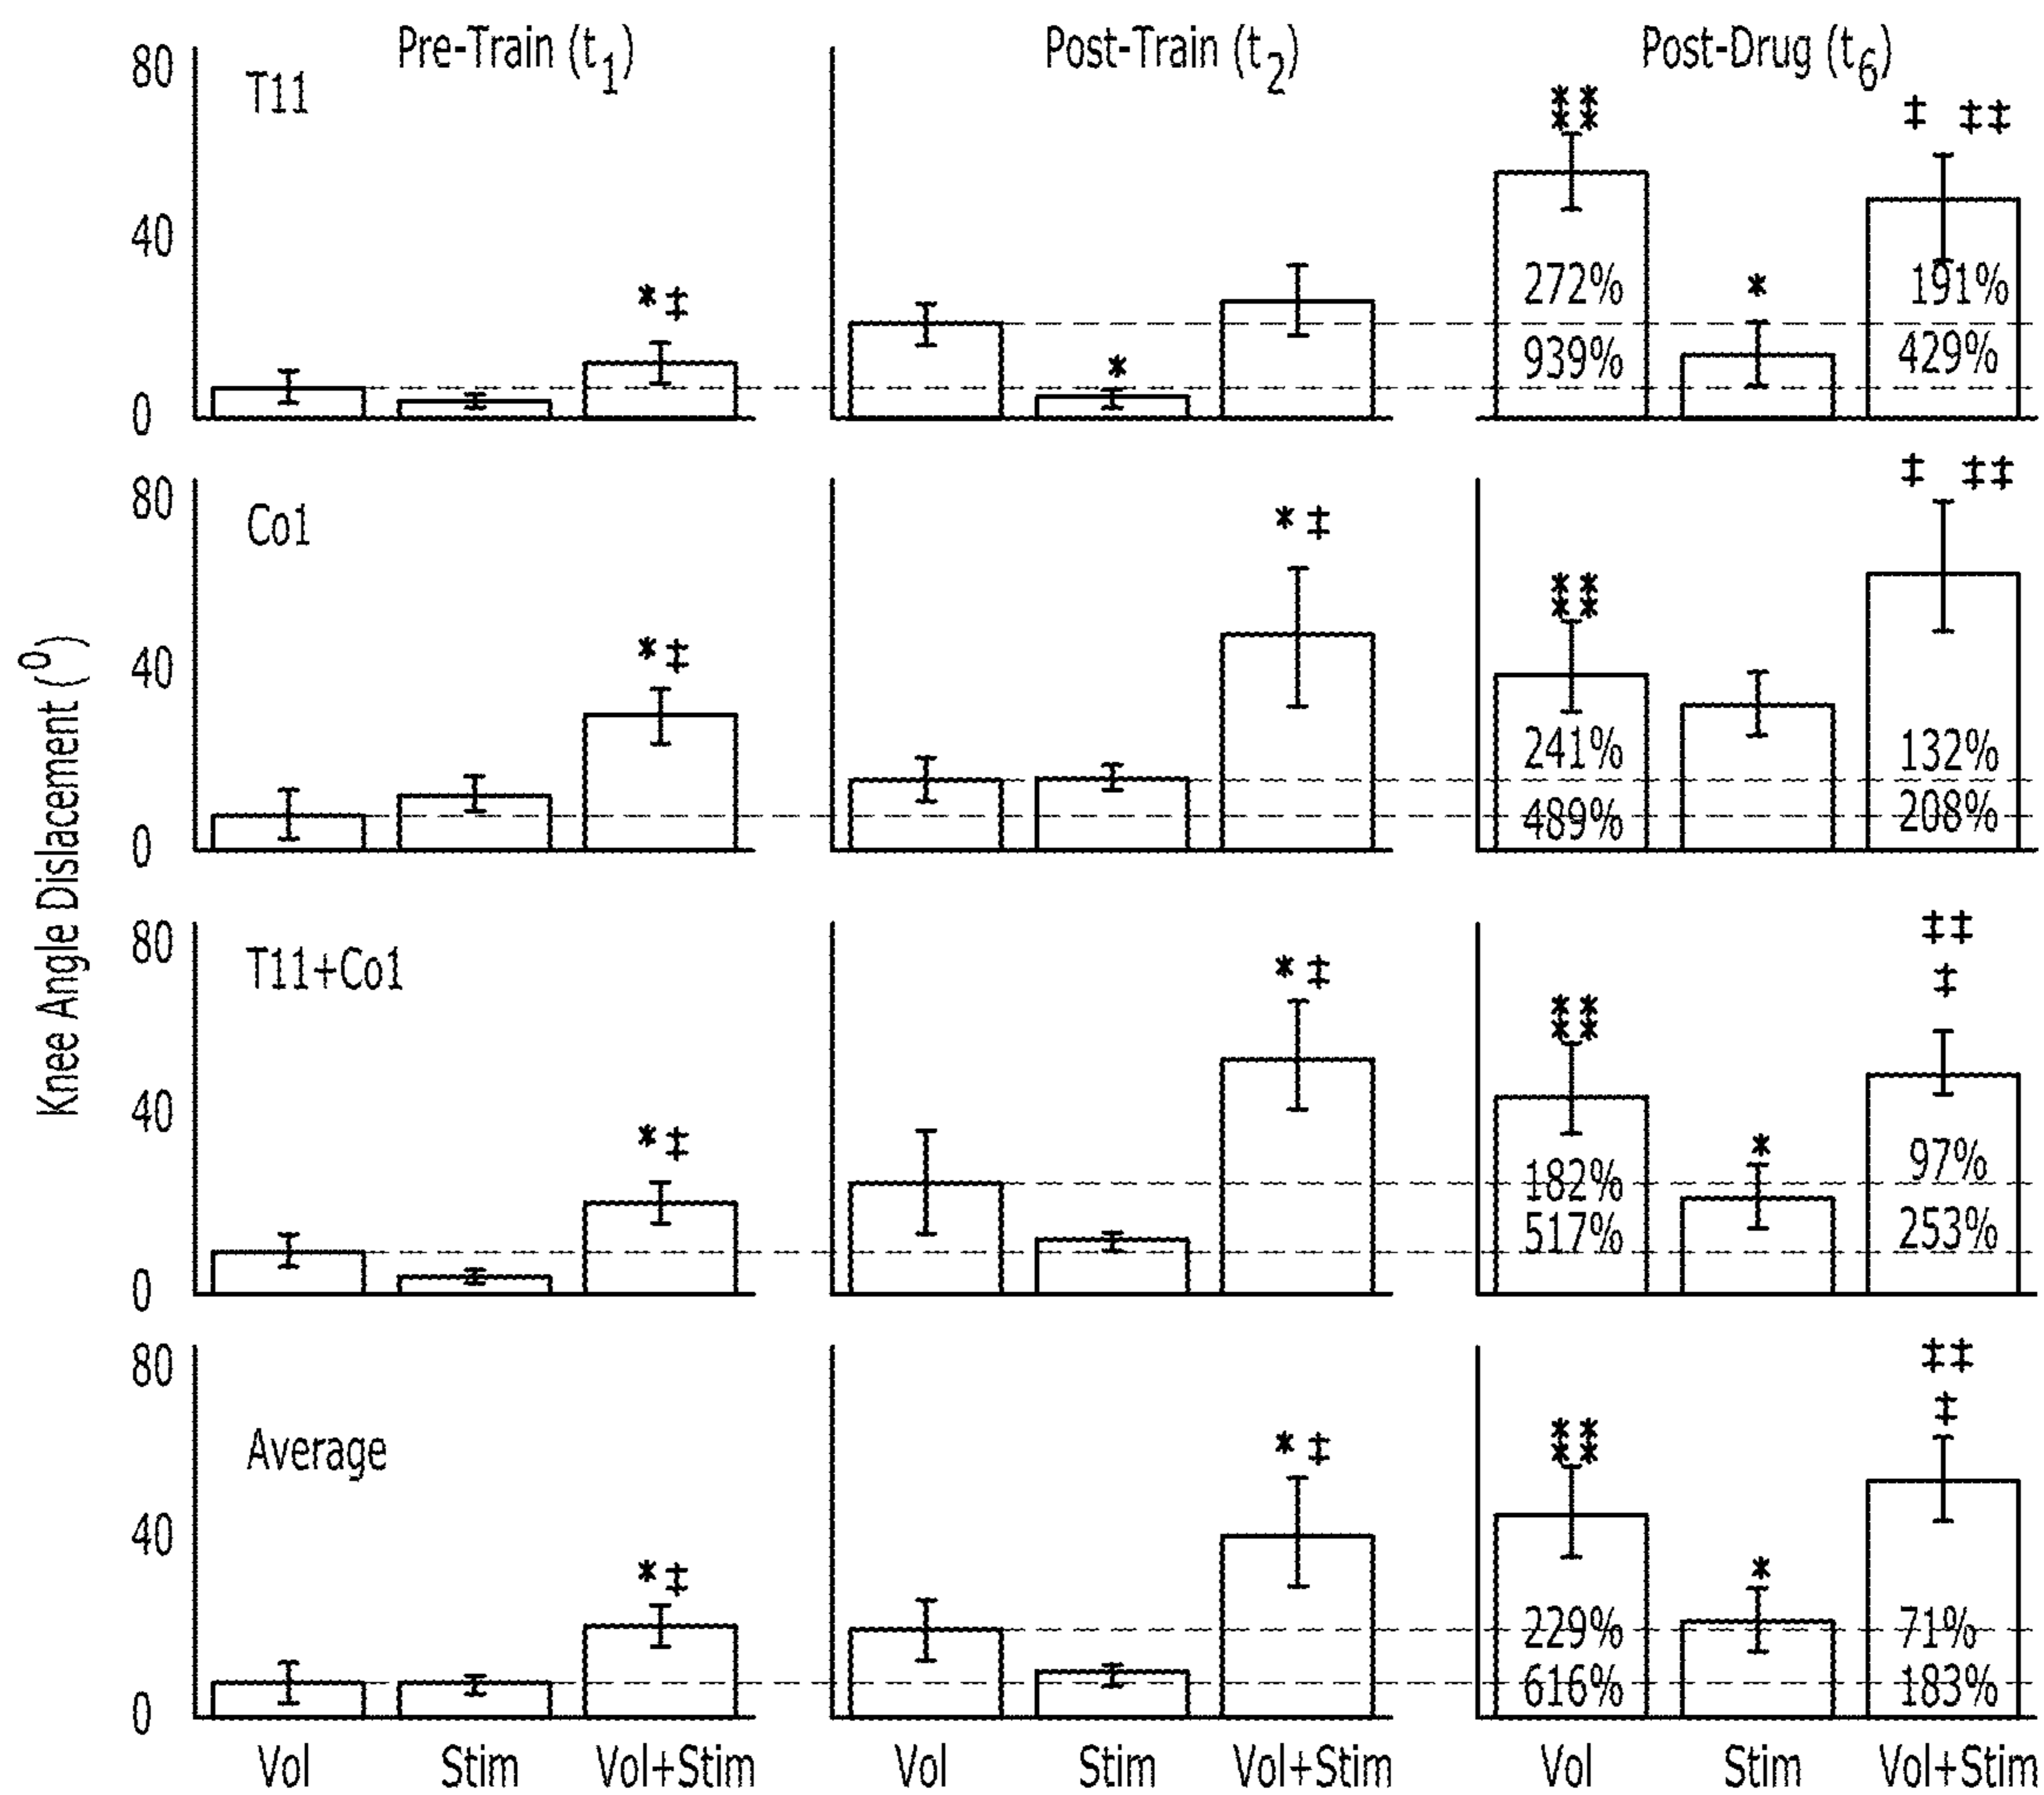 Pre-Train (t1)
Post-Train (t2)
Post-Drug (t6)
Knee Angle Dislacement (⁰)
80
T11
** ‡ ‡‡
**
40
*‡
272% * 191%
* 939% 429%
0
80
Co1
‡ ‡‡
*‡
**
**
40
*‡
241% 132%
489% 208%
0
80
T11+Co1
‡‡
*‡ ‡
**
**
40
*‡ *
182% 97%
517% 253%
0
80
Average
‡‡
‡
*‡ **
**
40
*‡ *
229% 71%
616% 183%
0
Vol Stim Vol+Stim Vol Stim Vol+Stim Vol Stim Vol+Stim